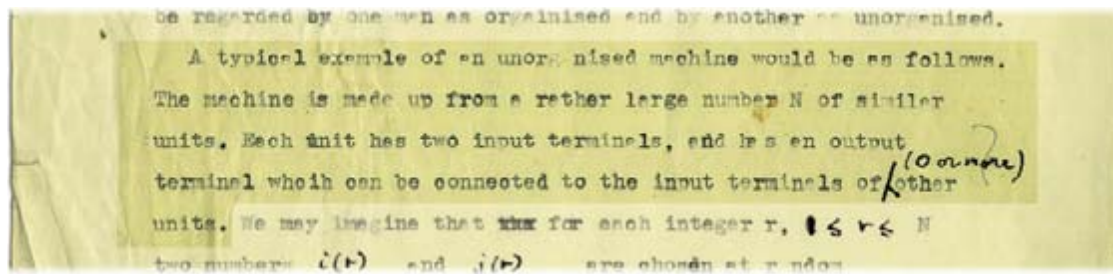 be regarded by one man as orgainised and by another as unorganised.
A typical example of an unorganised machine would be as follows.
The machine is made up from a rather large number N of similar
units. Each unit has two input terminals, and has an output
terminal whcih can be connected to the input terminals of (0 or more) other
units. We may imagine that for each integer r, 1 ≤ r ≤ N
two numbers i(r) and j(r) are chosen at random